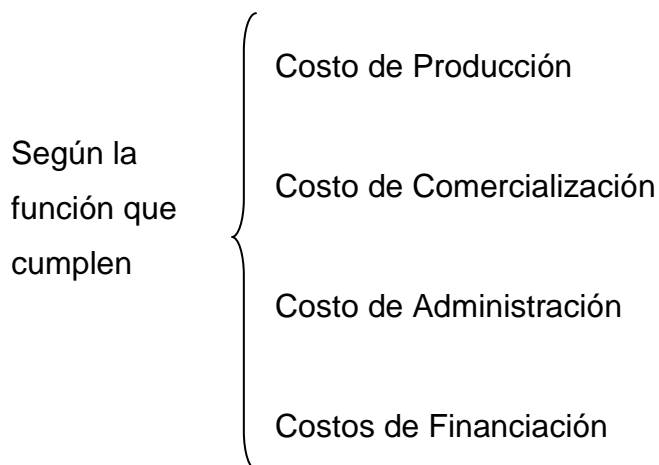 Según la
función que
cumplen
Costo de Producción
Costo de Comercialización
Costo de Administración
Costos de Financiación